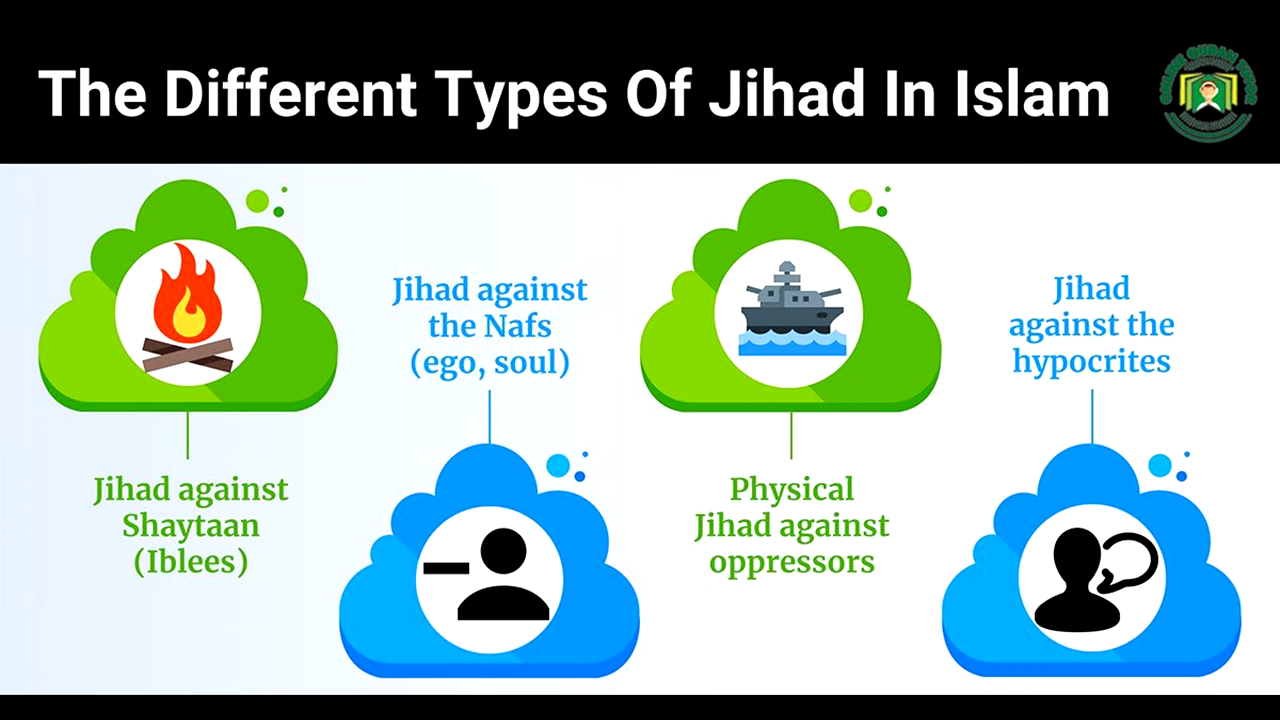 The Different Types Of Jihad In Islam
Jihad against
Shaytaan
(Iblees)
Jihad against
the Nafs
(ego, soul)
Physical
Jihad against
oppressors
Jihad
against the
hypocrites